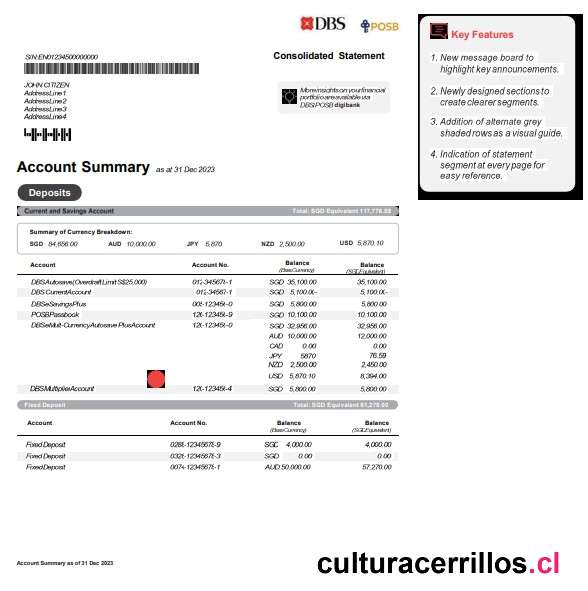 DBS POSB
S/N:EN01234500000000
Consolidated Statement
JOHN CITIZEN
AddressLine1
AddressLine2
AddressLine3
AddressLine4
More insights on your financial
portfolio are available via
DBS/POSB digibank
Key Features
1. New message board to
highlight key announcements.
2. Newly designed sections to
create clearer segments.
3. Addition of alternate grey
shaded rows as a visual guide.
4. Indication of statement
segment at every page for
easy reference.
Account Summary as at 31 Dec 2023
Deposits
Current and Savings Account Total: SGD Equivalent 117,776.59
Summary of Currency Breakdown:
SGD 84,656.00 AUD 10,000.00 JPY 5,870 NZD 2,500.00 USD 5,870.10
Account Account No. Balance Balance
(Base Currency) (SGD Equivalent)
DBS Autosave (Overdraft Limit S$25,000) 012-345678-1 SGD 35,100.00 35,100.00
DBS Current Account 012-34567-1 SGD 5,100.00- 5,100.00-
DBS eSavings Plus 005-12345-0 SGD 5,800.00 5,800.00
POSB Passbook 120-12345-9 SGD 10,100.00 10,100.00
DBS eMulti-Currency Autosave Plus Account 120-12345-0 SGD 32,956.00 32,956.00
AUD 10,000.00 12,000.00
CAD 0.00 0.00
JPY 5870 76.59
NZD 2,500.00 2,450.00
USD 5,870.10 8,394.00
DBS Multiplier Account 120-12345-4 SGD 5,800.00 5,800.00
Fixed Deposit Total: SGD Equivalent 61,270.00
Account Account No. Balance Balance
(Base Currency) (SGD Equivalent)
Fixed Deposit 0288-12345678-9 SGD 4,000.00 4,000.00
Fixed Deposit 0328-1234567-3 SGD 0.00 0.00
Fixed Deposit 0074-1234567-1 AUD 50,000.00 57,270.00
Account Summary as of 31 Dec 2023
culturacerrillos.cl